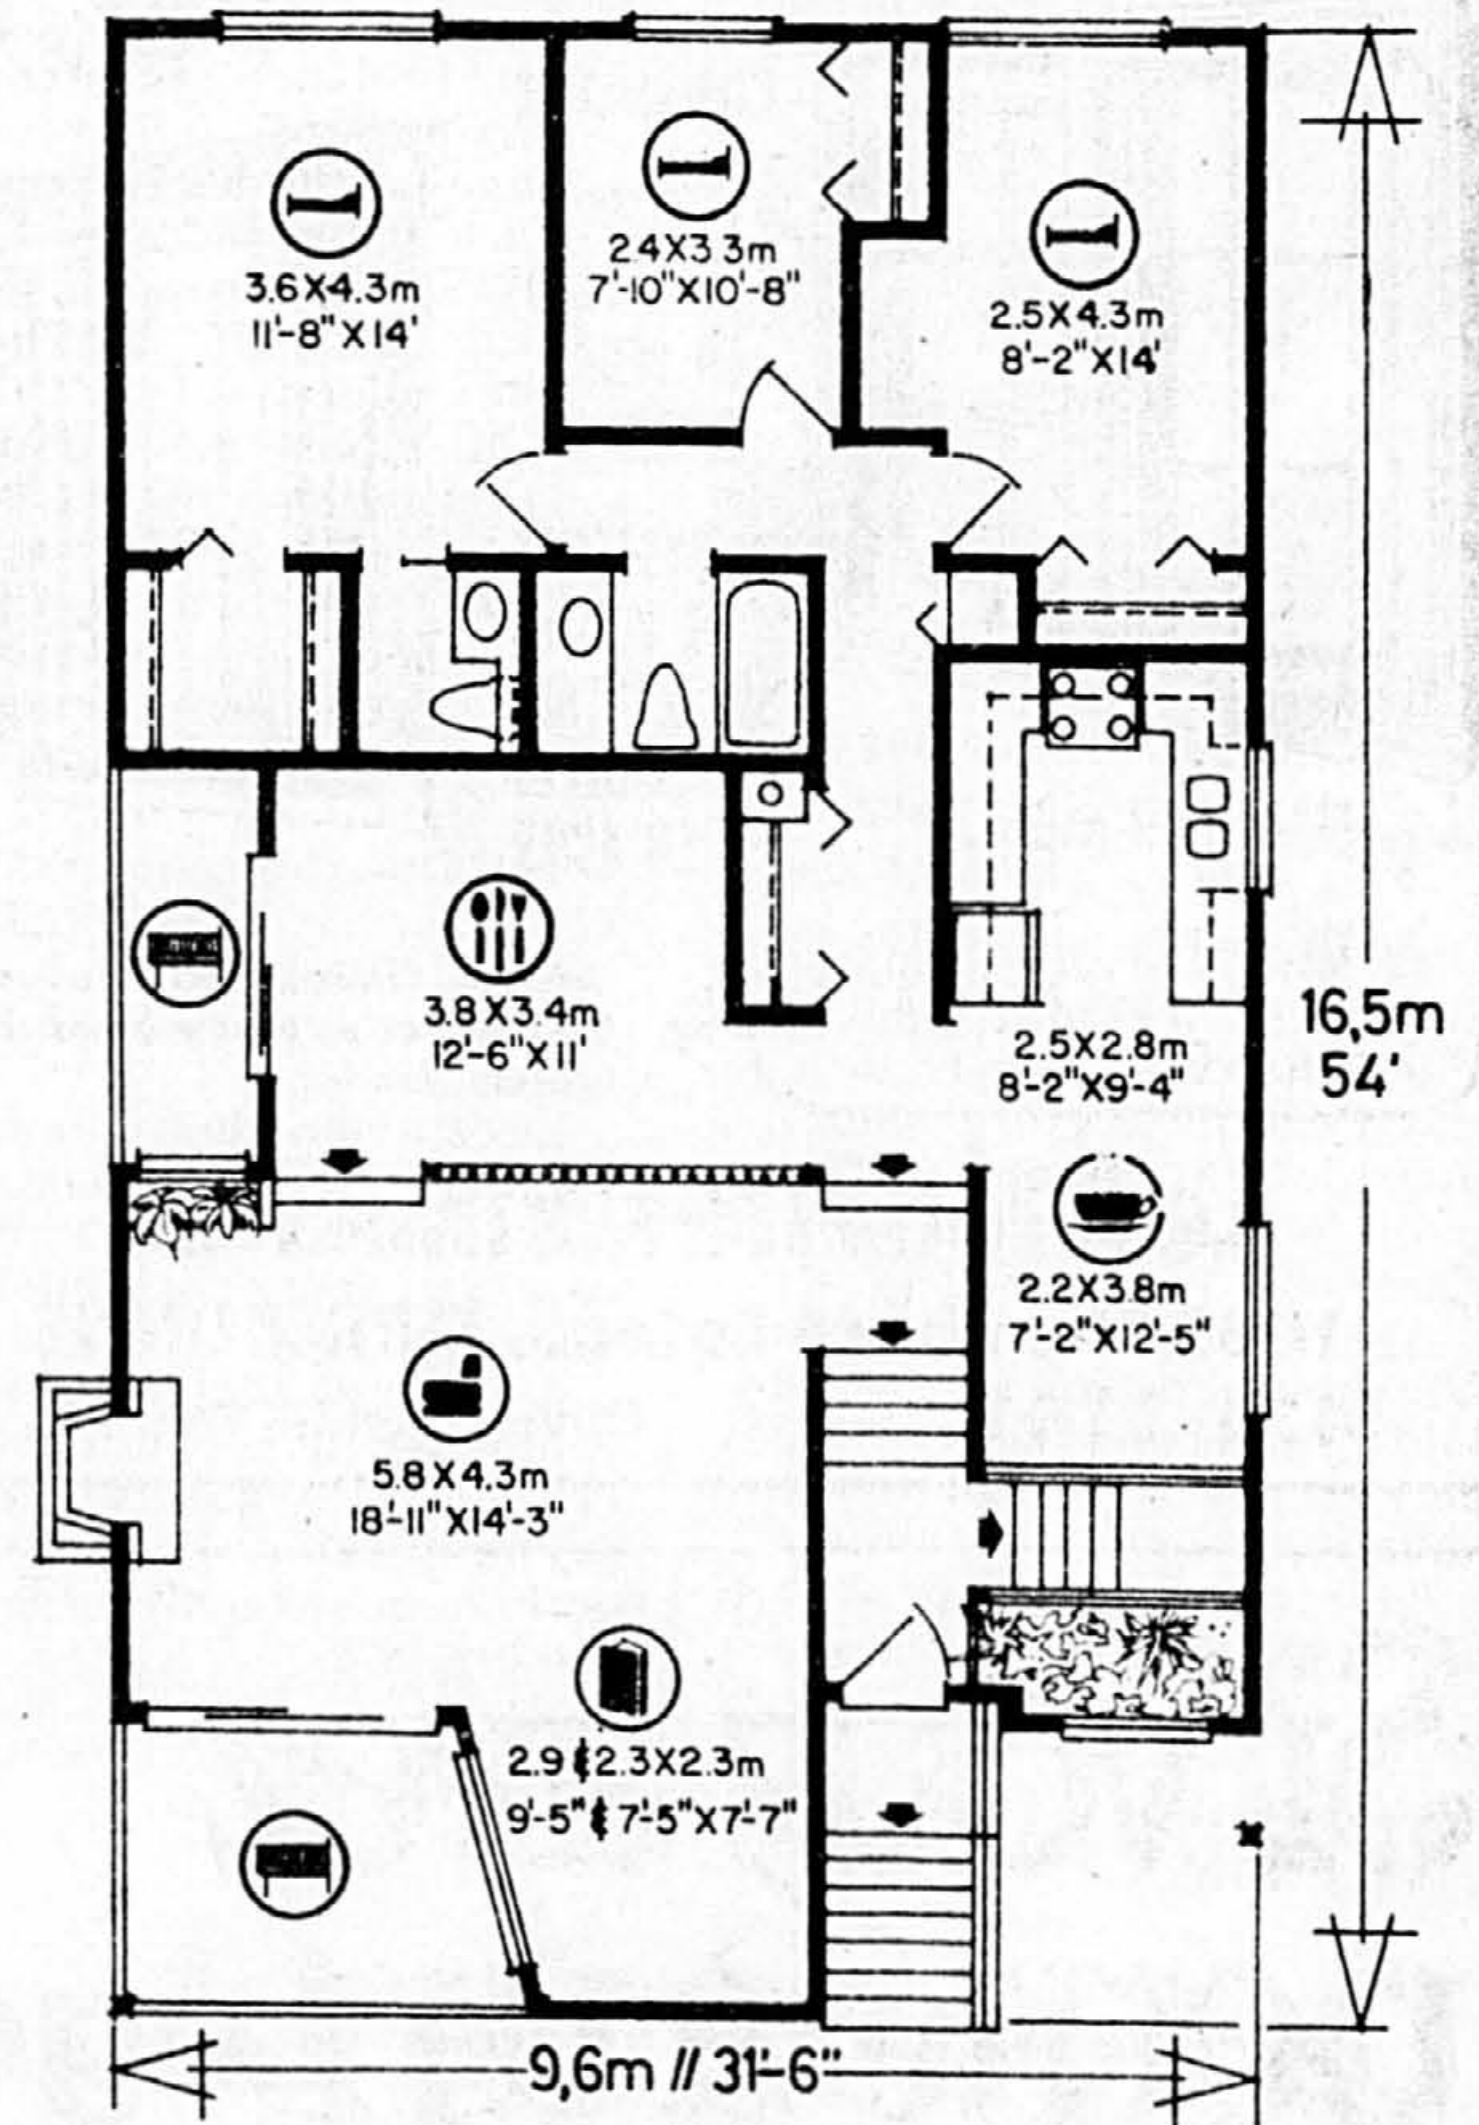 3.6X4.3m
11'-8"X14'
2.4X3.3m
7'-10"X10'-8"
2.5X4.3m
8'-2"X14'
3.8X3.4m
12'-6"X11'
2.5X2.8m
8'-2"X9'-4"
16,5m
54'
2.2X3.8m
7'-2"X12'-5"
5.8X4.3m
18'-11"X14'-3"
2.9 & 2.3X2.3m
9'-5" & 7'-5"X7'-7"
9,6m // 31'-6"